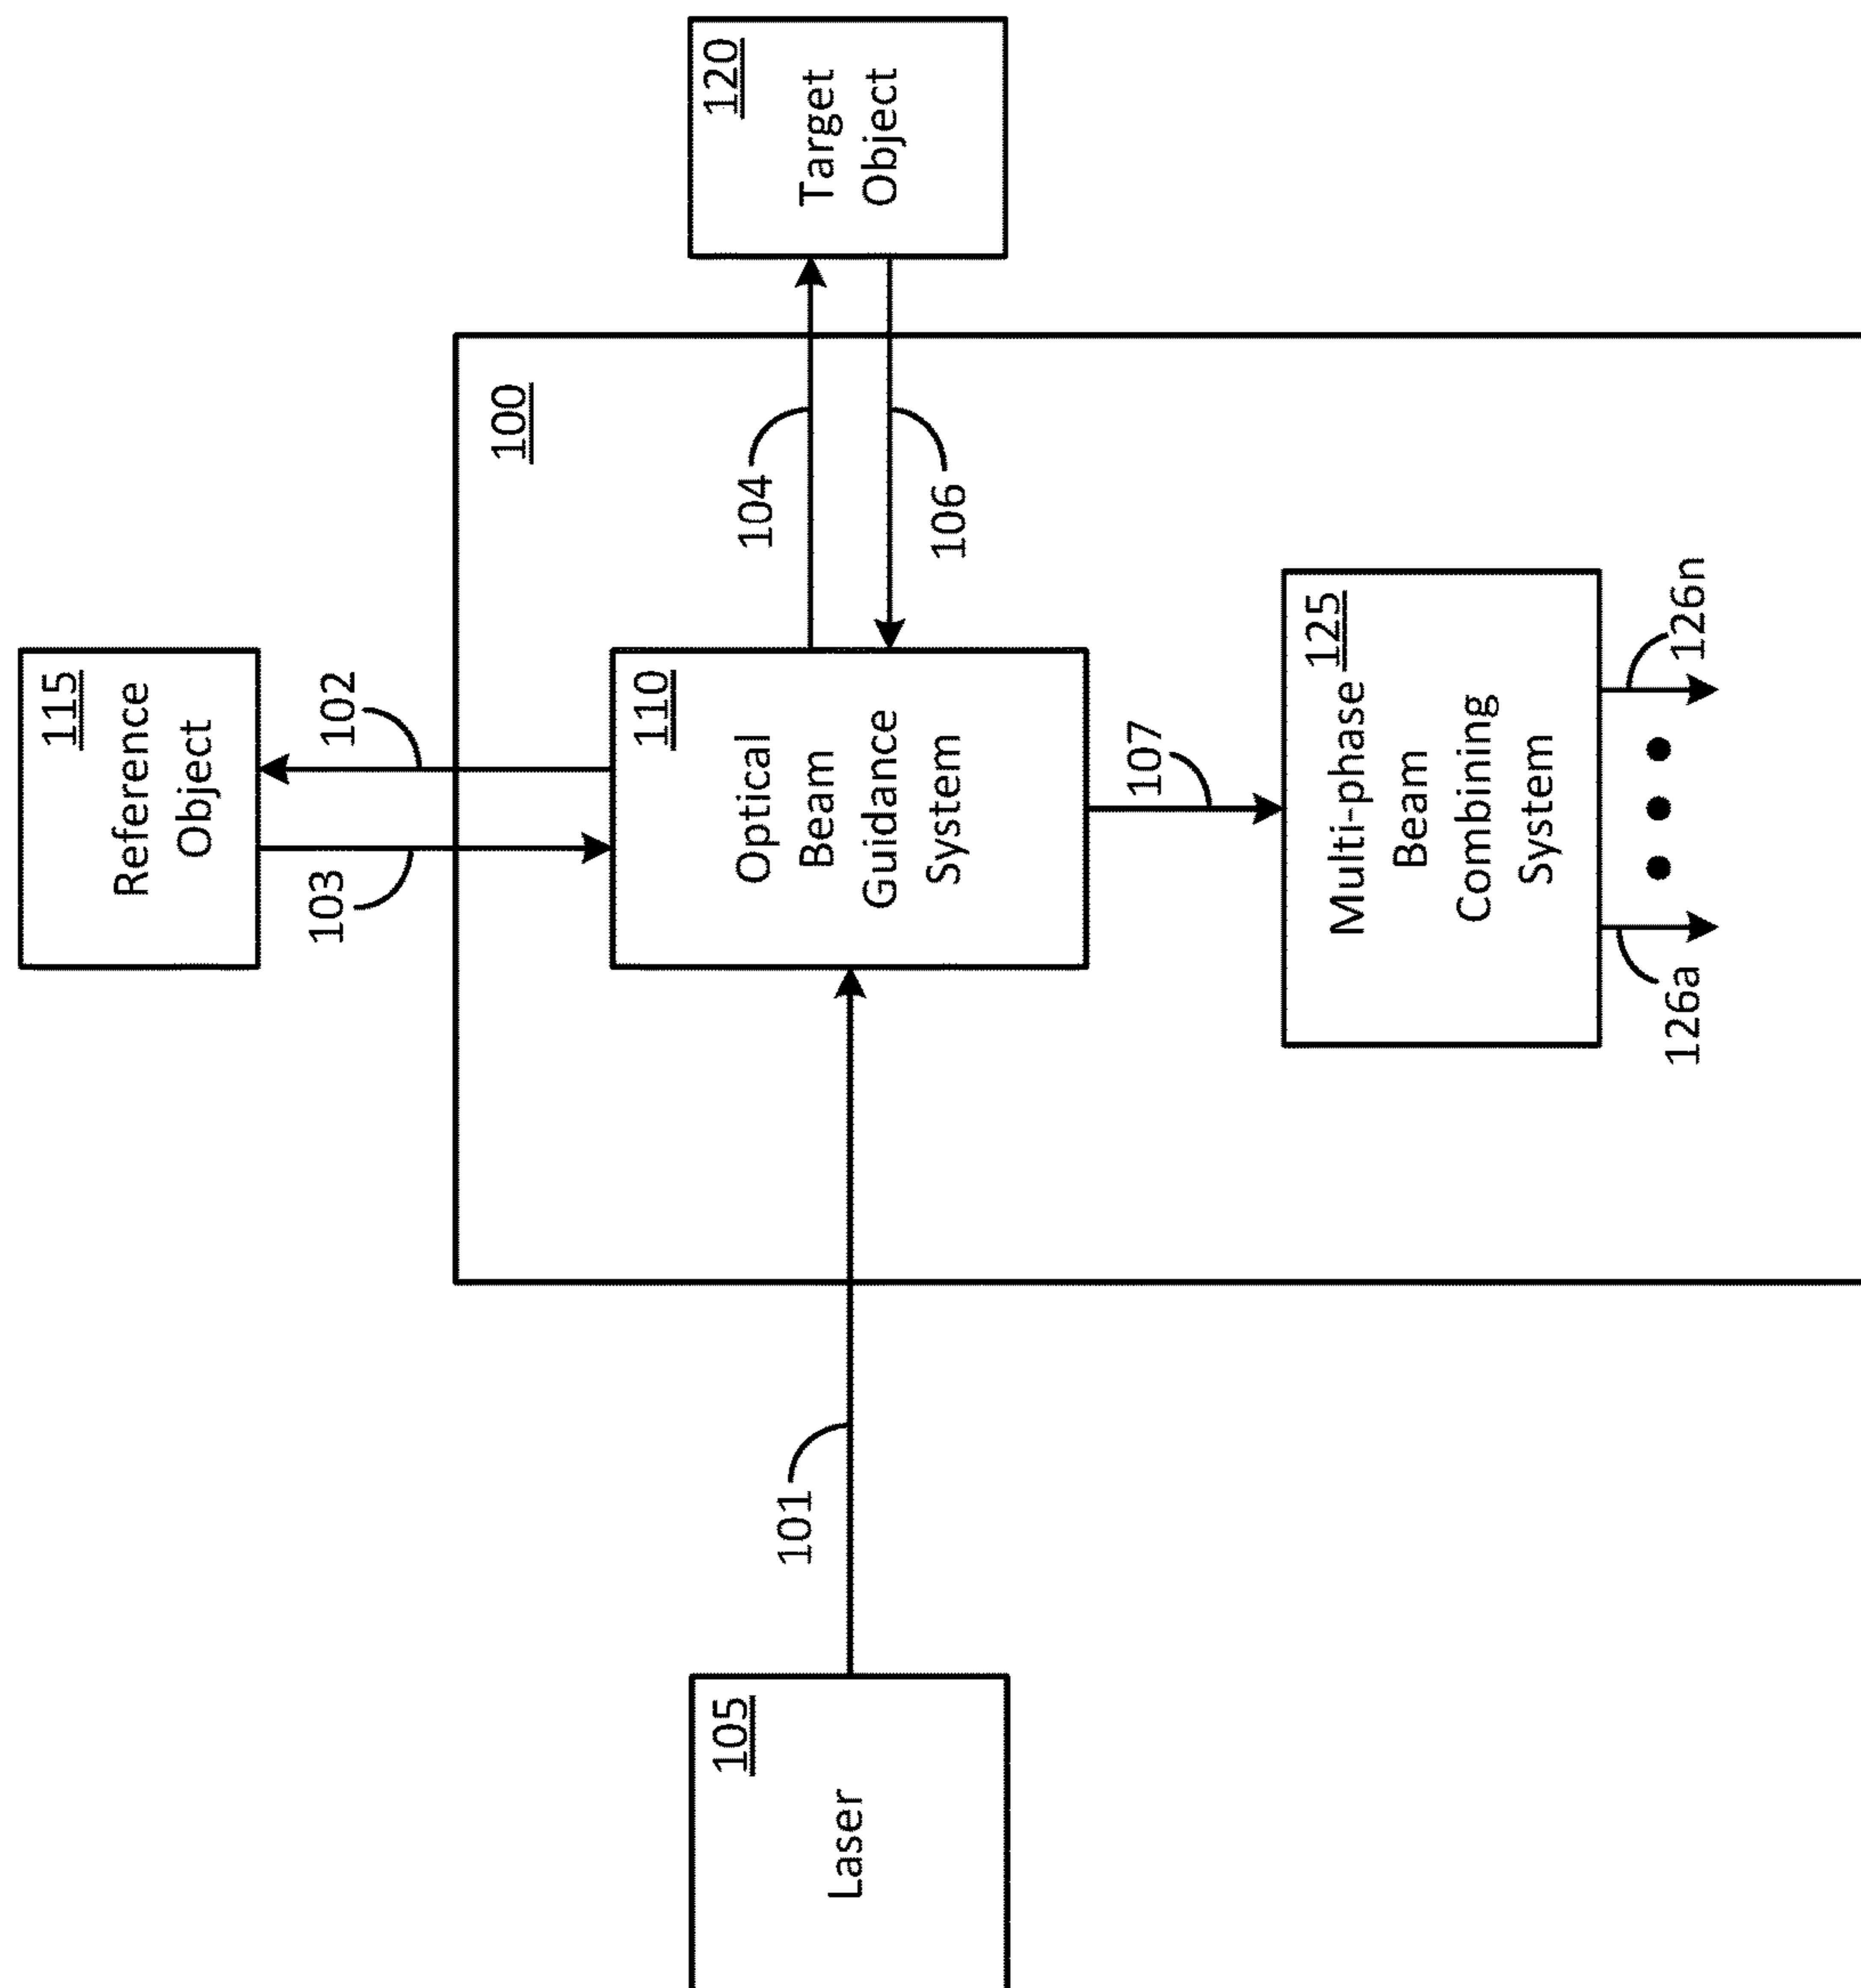 115
Reference
Object
102
103
100
120
Target
Object
104
106
110
Optical
Beam
Guidance
System
101
105
Laser
107
125
Multi-phase
Beam
Combining
System
126a
126n